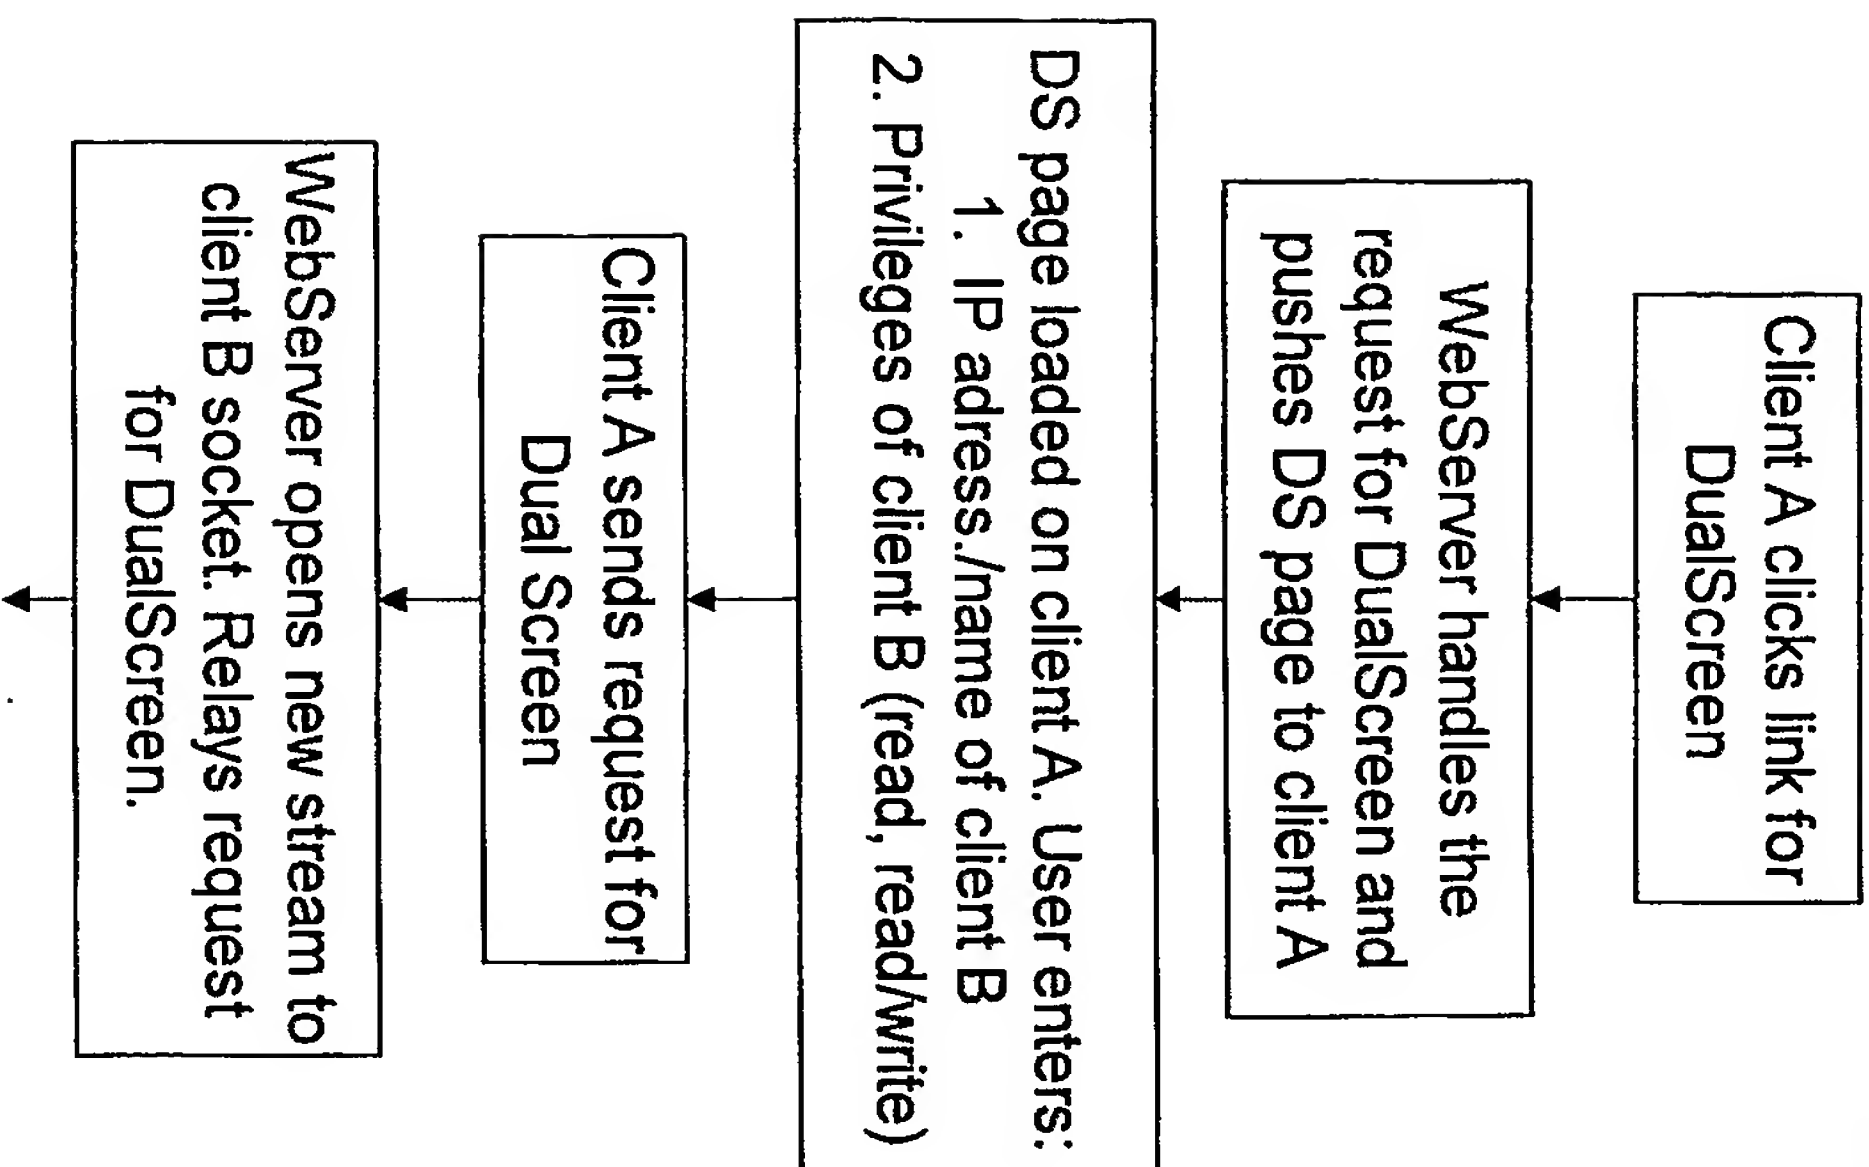 Client A clicks link for
DualScreen
WebServer handles the
request for DualScreen and
pushes DS page to client A
DS page loaded on client A. User enters:
1. IP adress./name of client B
2. Privileges of client B (read, read/write)
Client A sends request for
Dual Screen
WebServer opens new stream to
client B socket. Relays request
for DualScreen.